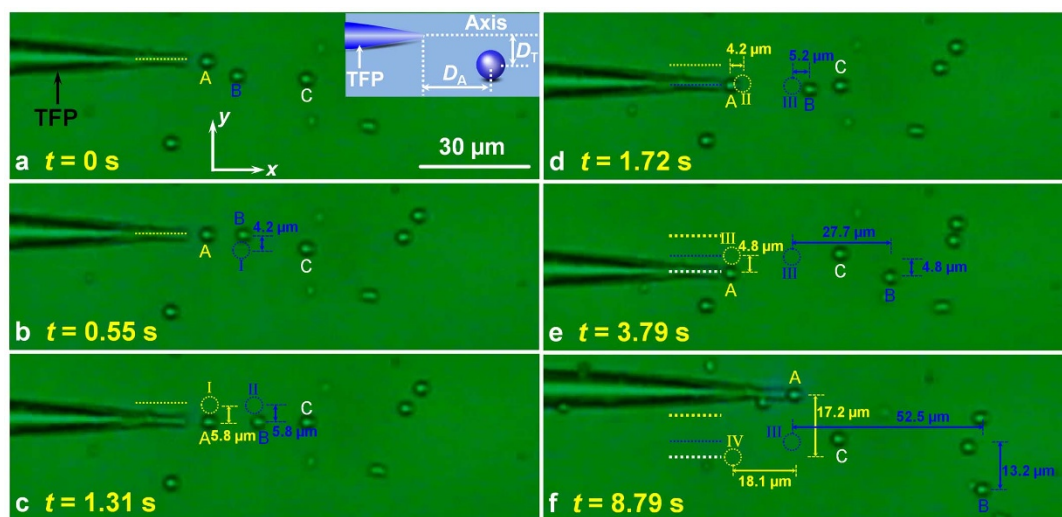 Axis
D_T
TFP
D_A
A
B
C
TFP
y
x
30 µm
a t = 0 s
B
4.2 µm
A
I
C
b t = 0.55 s
I
II
C
A
5.8 µm
B
5.8 µm
c t = 1.31 s
4.2 µm
5.2 µm
C
A
II
III
B
d t = 1.72 s
27.7 µm
III
4.8 µm
III
C
4.8 µm
A
B
e t = 3.79 s
A
17.2 µm
52.5 µm
IV
III
C
13.2 µm
18.1 µm
B
f t = 8.79 s